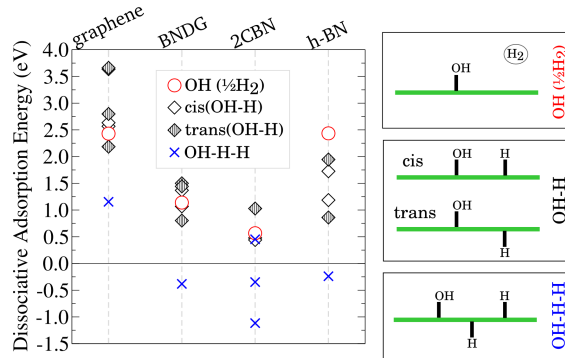 graphene BNDG 2CBN h-BN
Dissociative Adsorption Energy (eV)
4.0
3.5
3.0
2.5
2.0
1.5
1.0
0.5
0.0
-0.5
-1.0
-1.5
OH (½H₂)
cis(OH-H)
trans(OH-H)
OH-H-H
H₂
OH
OH (½H₂)
cis OH H
trans OH
H
OH-H
OH H
H
OH-H-H